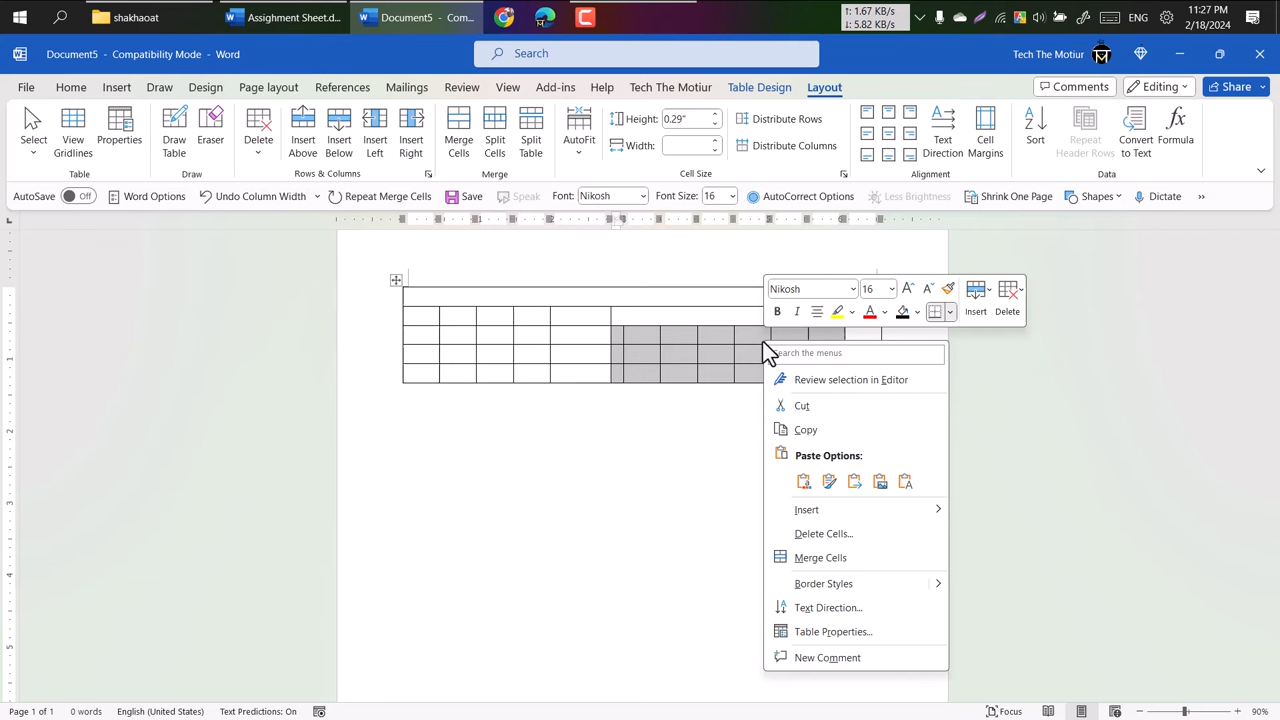 shakhaoat
Assighment Sheet.d...
Document5 - Com...
↑: 1.67 KB/s
↓: 5.82 KB/s
ENG
11:27 PM
2/18/2024
Document5 - Compatibility Mode - Word
Search
Tech The Motiur
File Home Insert Draw Design Page layout References Mailings Review View Add-ins Help Tech The Motiur Table Design Layout
Comments
Editing
Share
Select
View Gridlines
Properties
Draw Table
Eraser
Delete
Insert Above
Insert Below
Insert Left
Insert Right
Merge Cells
Split Cells
Split Table
AutoFit
Height: 0.29"
Width:
Distribute Rows
Distribute Columns
Text Direction
Cell Margins
Sort
Repeat Header Rows
Convert to Text
Formula
Table
Draw
Rows & Columns
Merge
Cell Size
Alignment
Data
AutoSave Off Word Options Undo Column Width Repeat Merge Cells Save Speak Font: Nikosh Font Size: 16 AutoCorrect Options Less Brightness Shrink One Page Shapes Dictate
Nikosh 16
Insert Delete
Search the menus
Review selection in Editor
Cut
Copy
Paste Options:
Insert
Delete Cells...
Merge Cells
Border Styles
Text Direction...
Table Properties...
New Comment
Page 1 of 1 0 words English (United States) Text Predictions: On Focus 90%